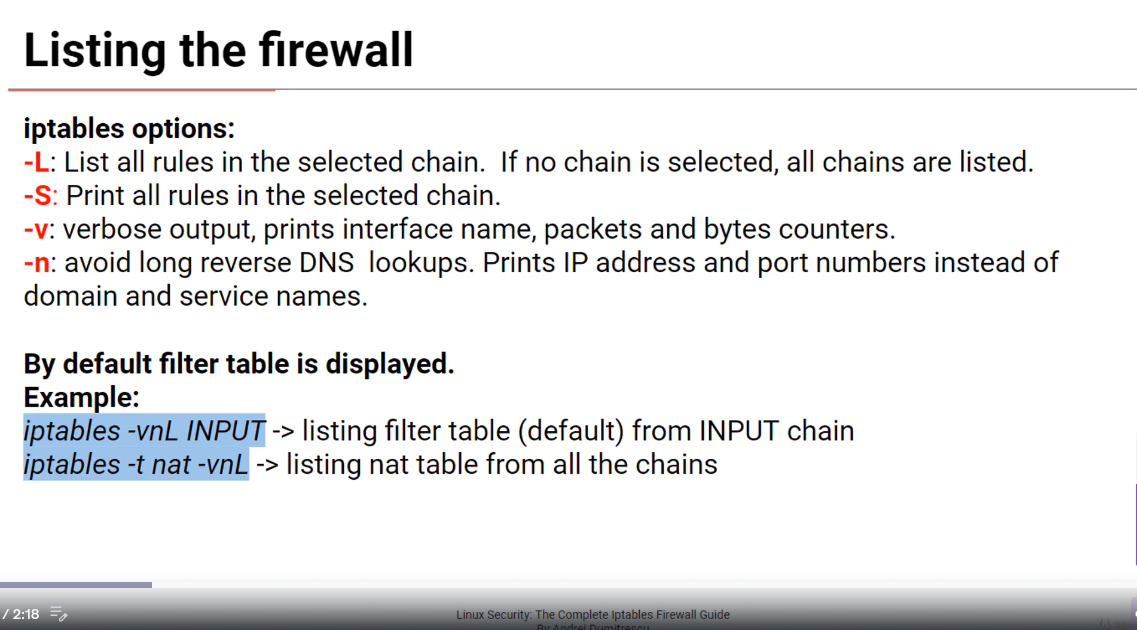 Listing the firewall
iptables options:
-L: List all rules in the selected chain.  If no chain is selected, all chains are listed.
-S: Print all rules in the selected chain.
-v: verbose output, prints interface name, packets and bytes counters.
-n: avoid long reverse DNS  lookups. Prints IP address and port numbers instead of
domain and service names.
By default filter table is displayed.
Example:
iptables -vnL INPUT -> listing filter table (default) from INPUT chain
iptables -t nat -vnL -> listing nat table from all the chains
/ 2:18
Linux Security: The Complete Iptables Firewall Guide
By Andrei Dumitrescu